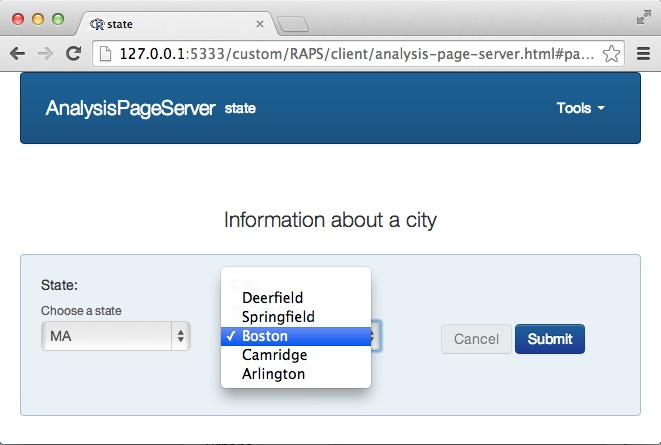 state
127.0.0.1:5333/custom/RAPS/client/analysis-page-server.html#pa...
AnalysisPageServer state Tools
Information about a city
State:
Choose a state
MA
Deerfield
Springfield
✓ Boston
Camridge
Arlington
Cancel Submit